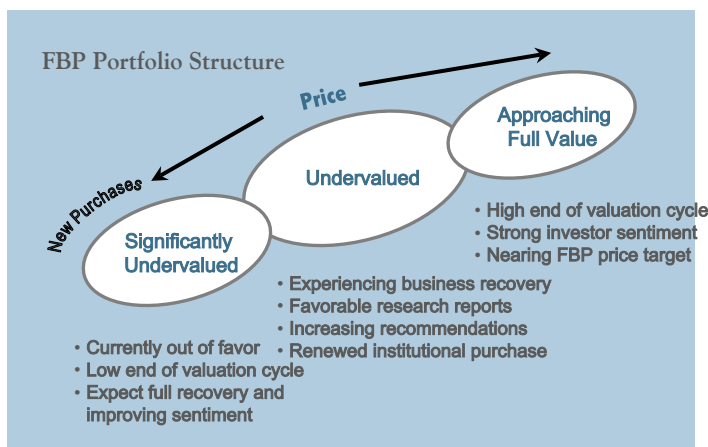 FBP Portfolio Structure
Price
Approaching
Full Value
Undervalued
New Purchases
Significantly
Undervalued
• High end of valuation cycle
• Strong investor sentiment
• Nearing FBP price target
• Experiencing business recovery
• Favorable research reports
• Increasing recommendations
• Renewed institutional purchase
• Currently out of favor
• Low end of valuation cycle
• Expect full recovery and
improving sentiment